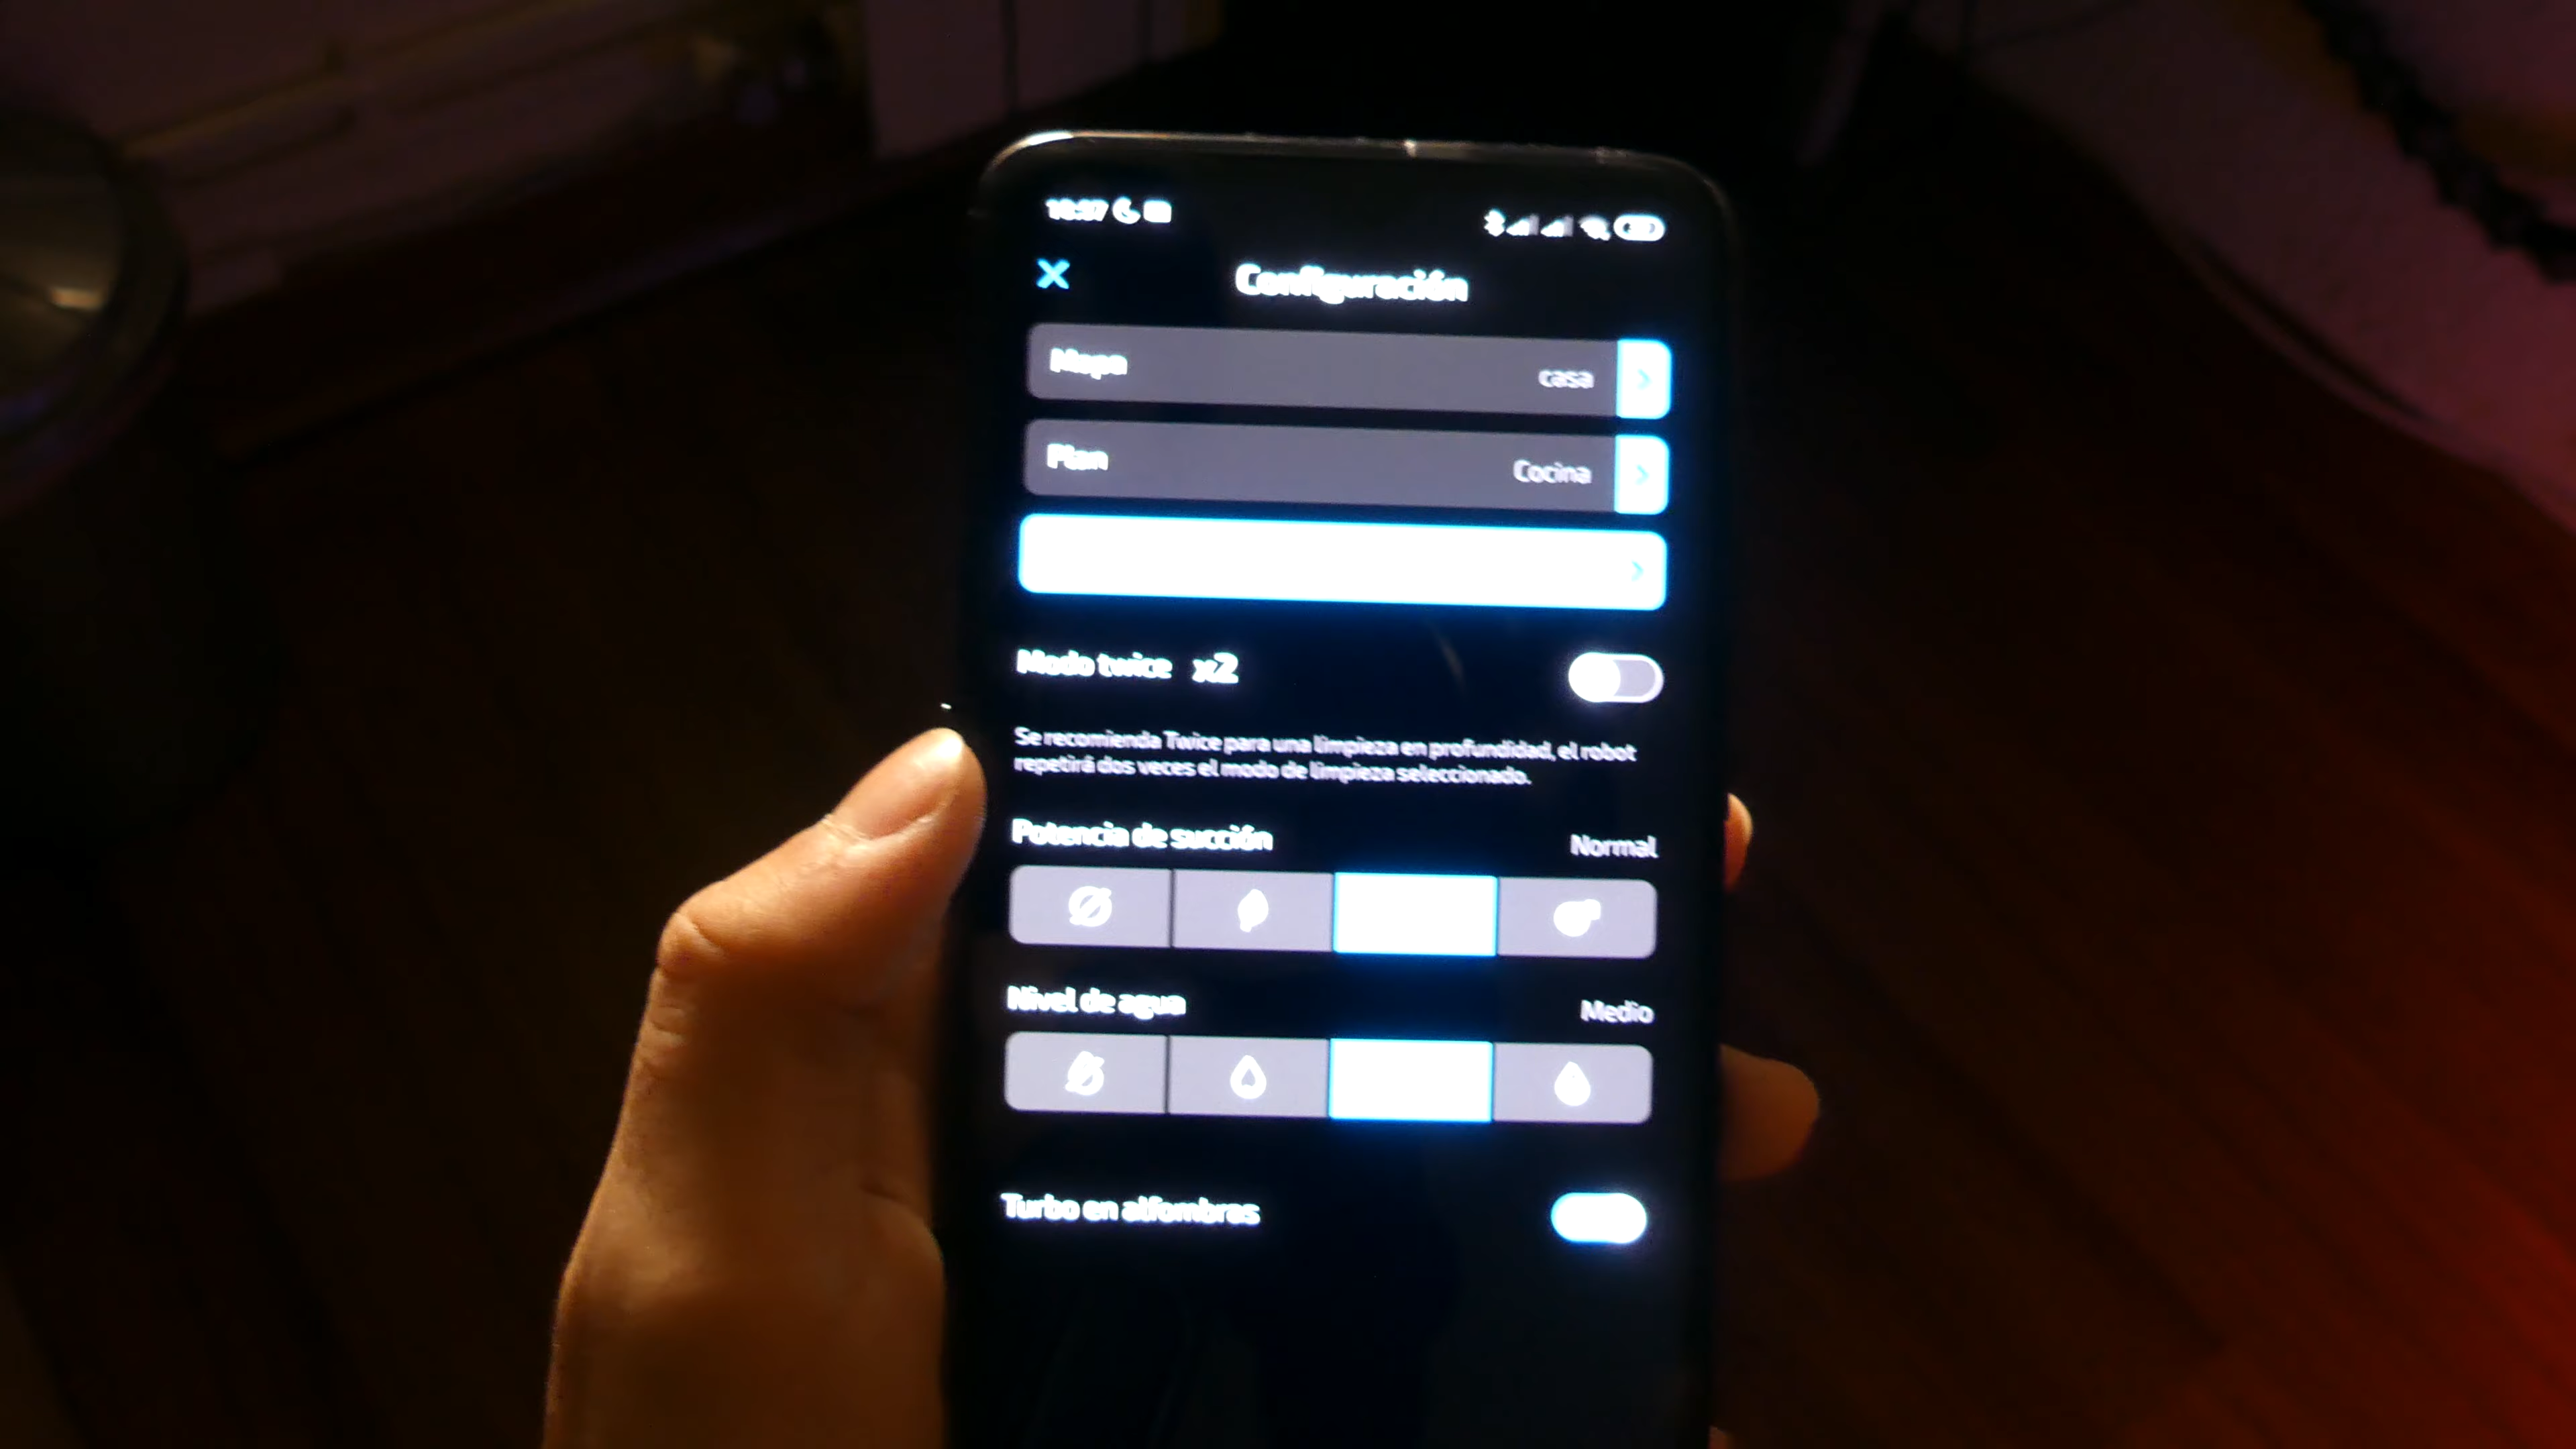 Configuración
Mapa casa
Plan Cocina
Modo twice x2
Se recomienda Twice para una limpieza en profundidad, el robot
repetirá dos veces el modo de limpieza seleccionado.
Potencia de succión Normal
Nivel de agua Medio
Turbo en alfombras